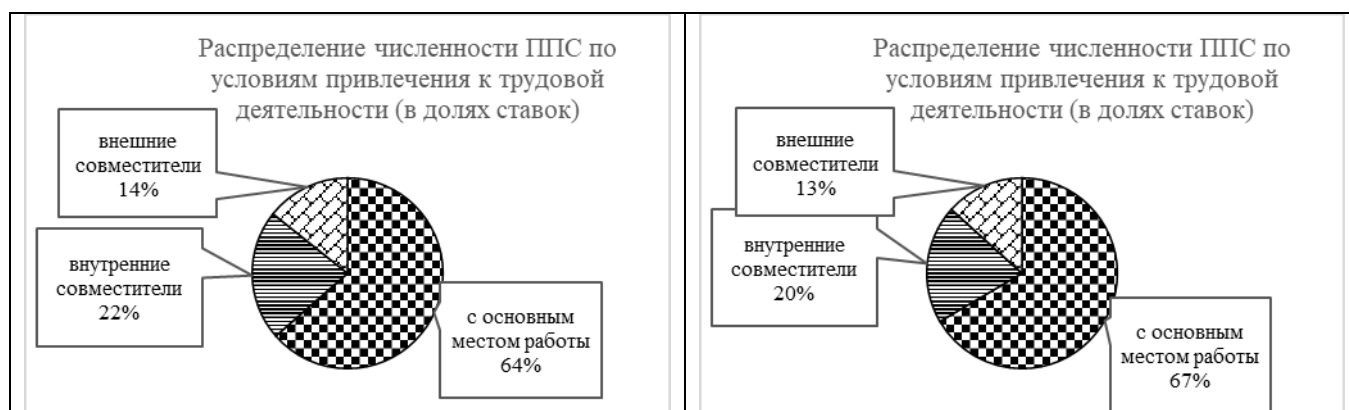 Распределение численности ППС по
условиям привлечения к трудовой
деятельности (в долях ставок)
внешние
совместители
14%
внутренние
совместители
22%
с основным
местом работы
64%
Распределение численности ППС по
условиям привлечения к трудовой
деятельности (в долях ставок)
внешние
совместители
13%
внутренние
совместители
20%
с основным
местом работы
67%